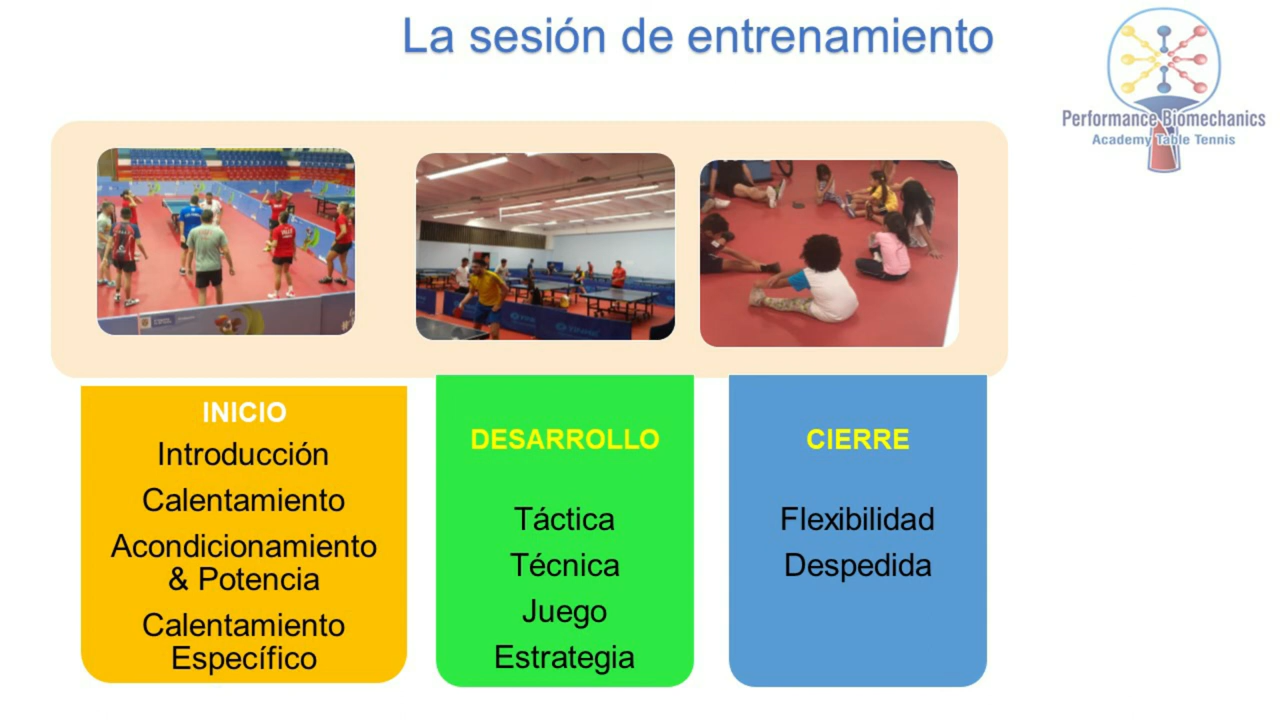 La sesión de entrenamiento
Performance Biomechanics
Academy Table Tennis
INICIO
Introducción
Calentamiento
Acondicionamiento
& Potencia
Calentamiento
Específico
DESARROLLO
Táctica
Técnica
Juego
Estrategia
CIERRE
Flexibilidad
Despedida